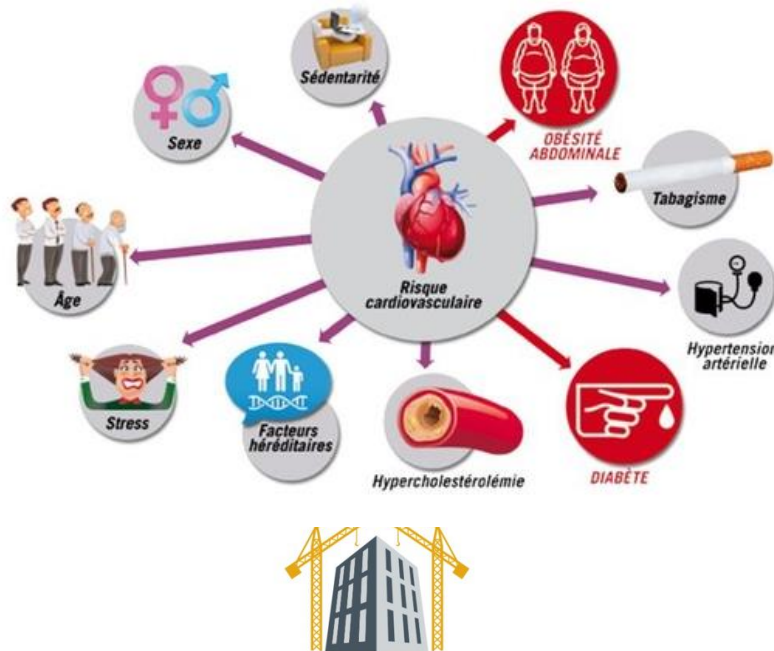 Sédentarité
OBÉSITÉ
ABDOMINALE
Sexe
Tabagisme
Âge
Risque
cardiovasculaire
Hypertension
artérielle
Stress
Facteurs
héréditaires
Hypercholestérolémie
DIABÈTE